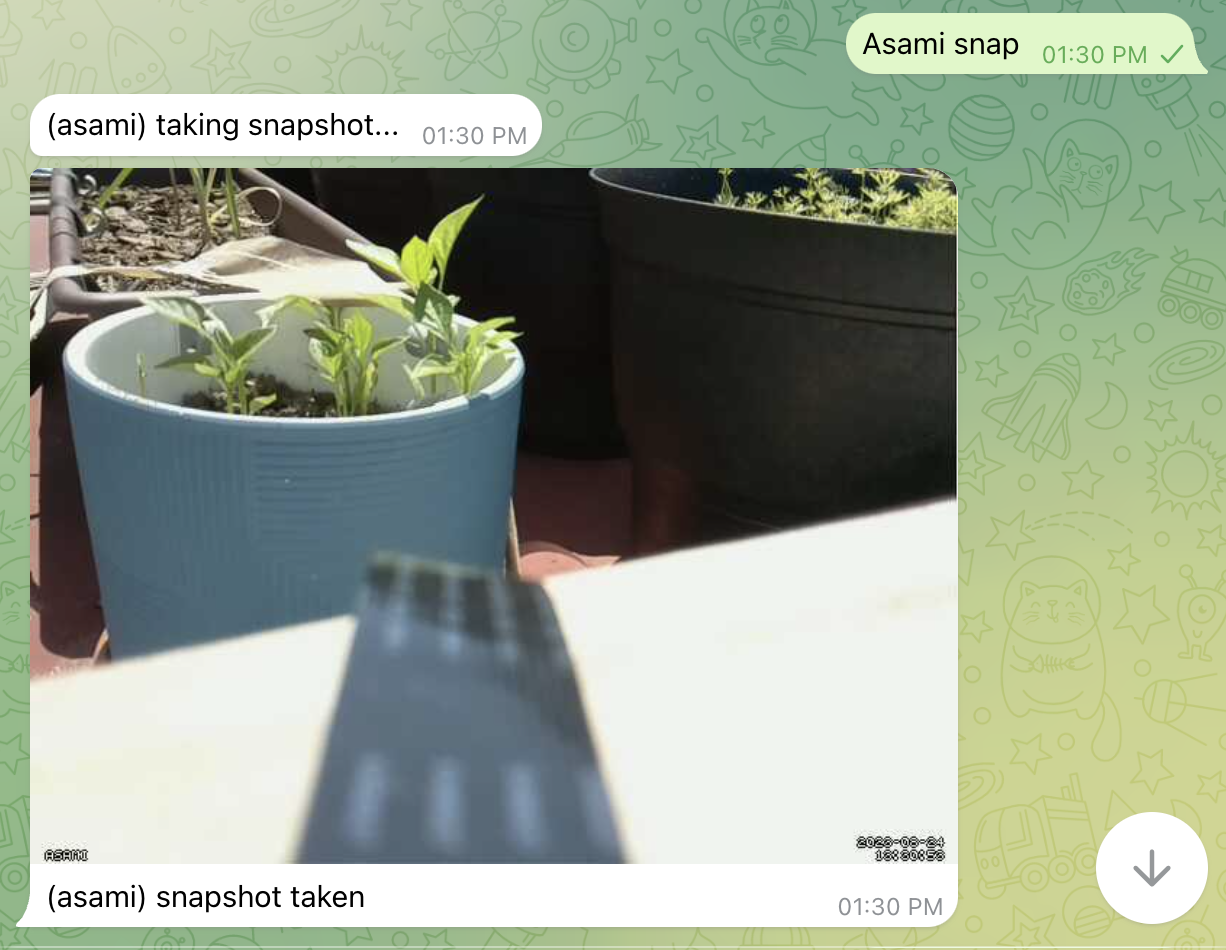 Asami snap 01:30 PM
(asami) taking snapshot... 01:30 PM
ASAMI
(asami) snapshot taken 01:30 PM